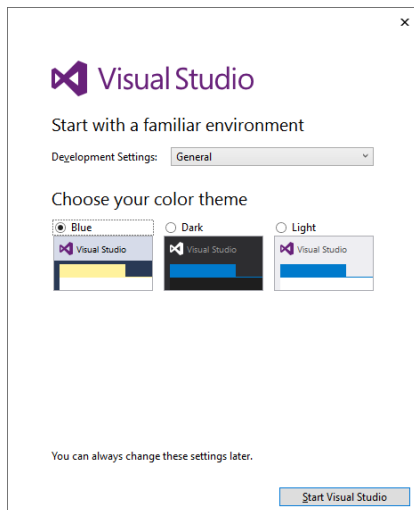 Visual Studio
Start with a familiar environment
Development Settings: General
Choose your color theme
Blue Dark Light
Visual Studio Visual Studio Visual Studio
You can always change these settings later.
Start Visual Studio